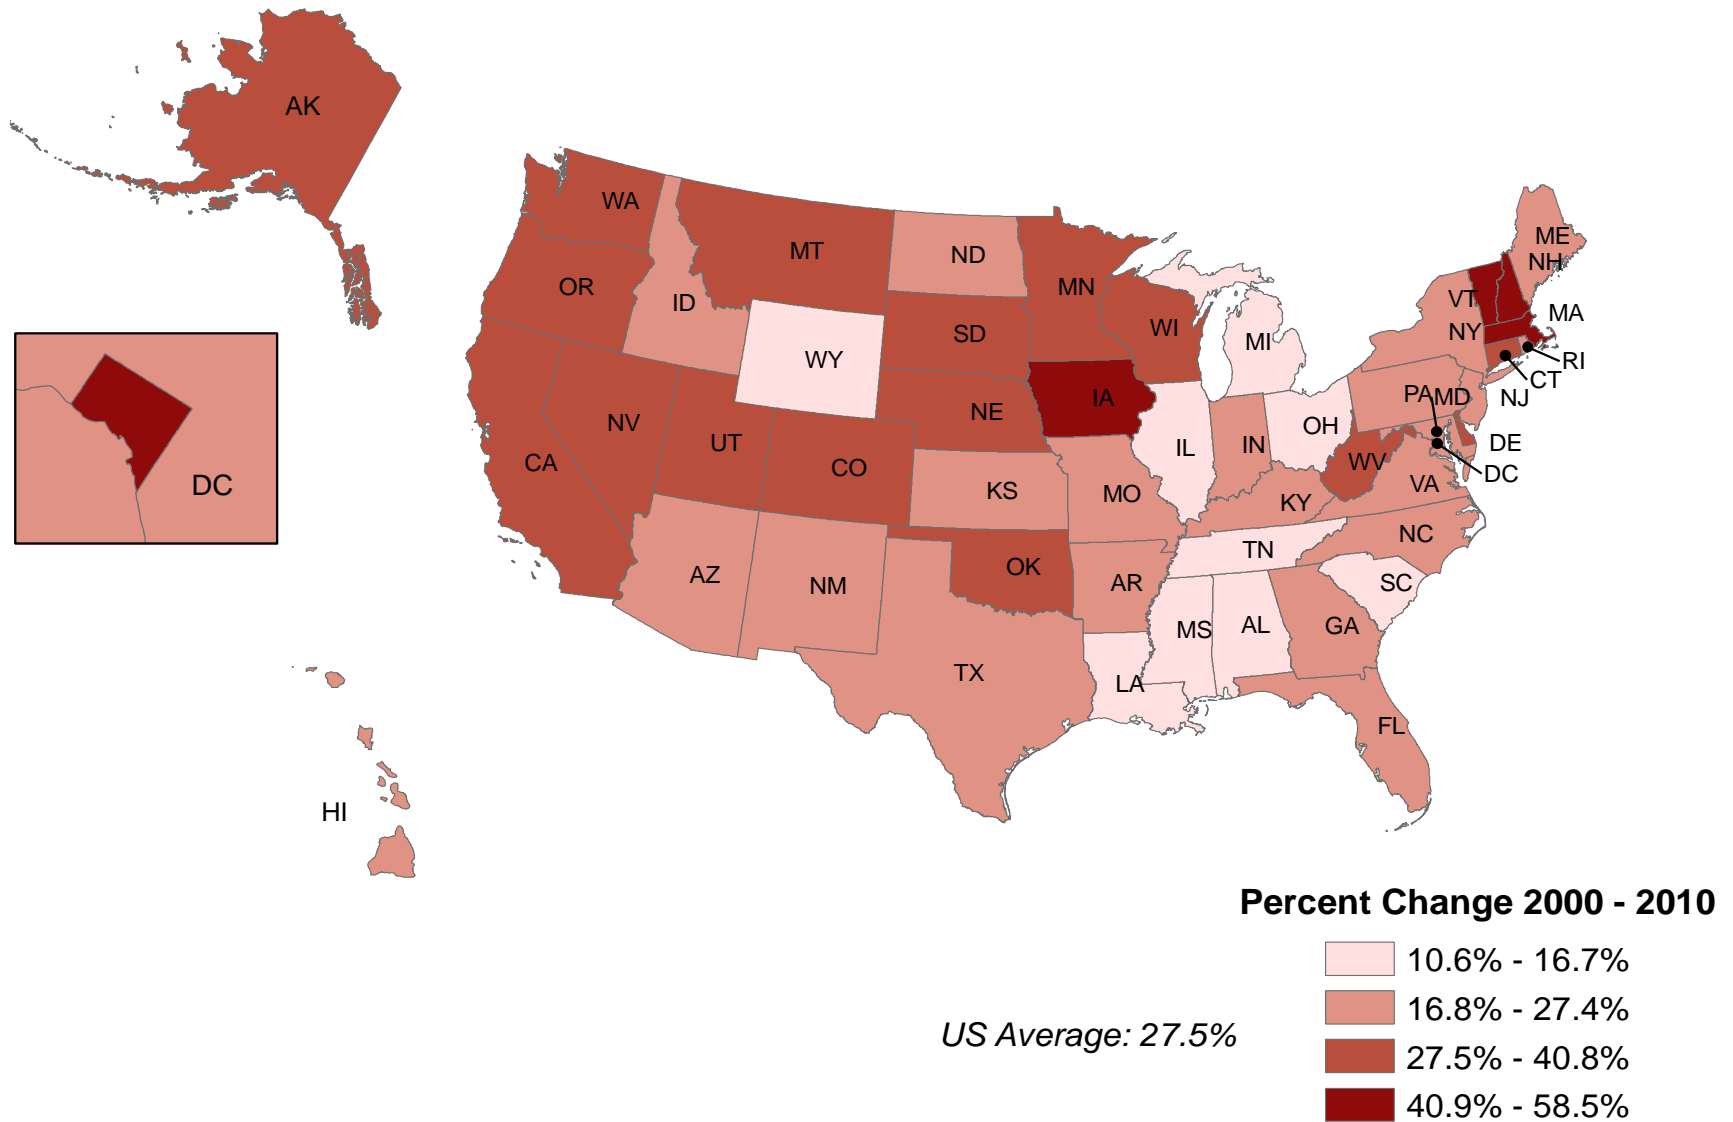 AK
WA
MT
ND
MN
ME
NH
VT
OR
ID
SD
WI
MI
NY
MA
RI
CT
WY
IA
NE
PA
MD
NJ
NV
UT
CO
IL
IN
OH
DE
CA
KS
MO
WV
VA
DC
DC
KY
NC
TN
AZ
NM
OK
AR
SC
MS
AL
GA
TX
LA
FL
HI
Percent Change 2000 - 2010
10.6% - 16.7%
16.8% - 27.4%
US Average: 27.5%
27.5% - 40.8%
40.9% - 58.5%